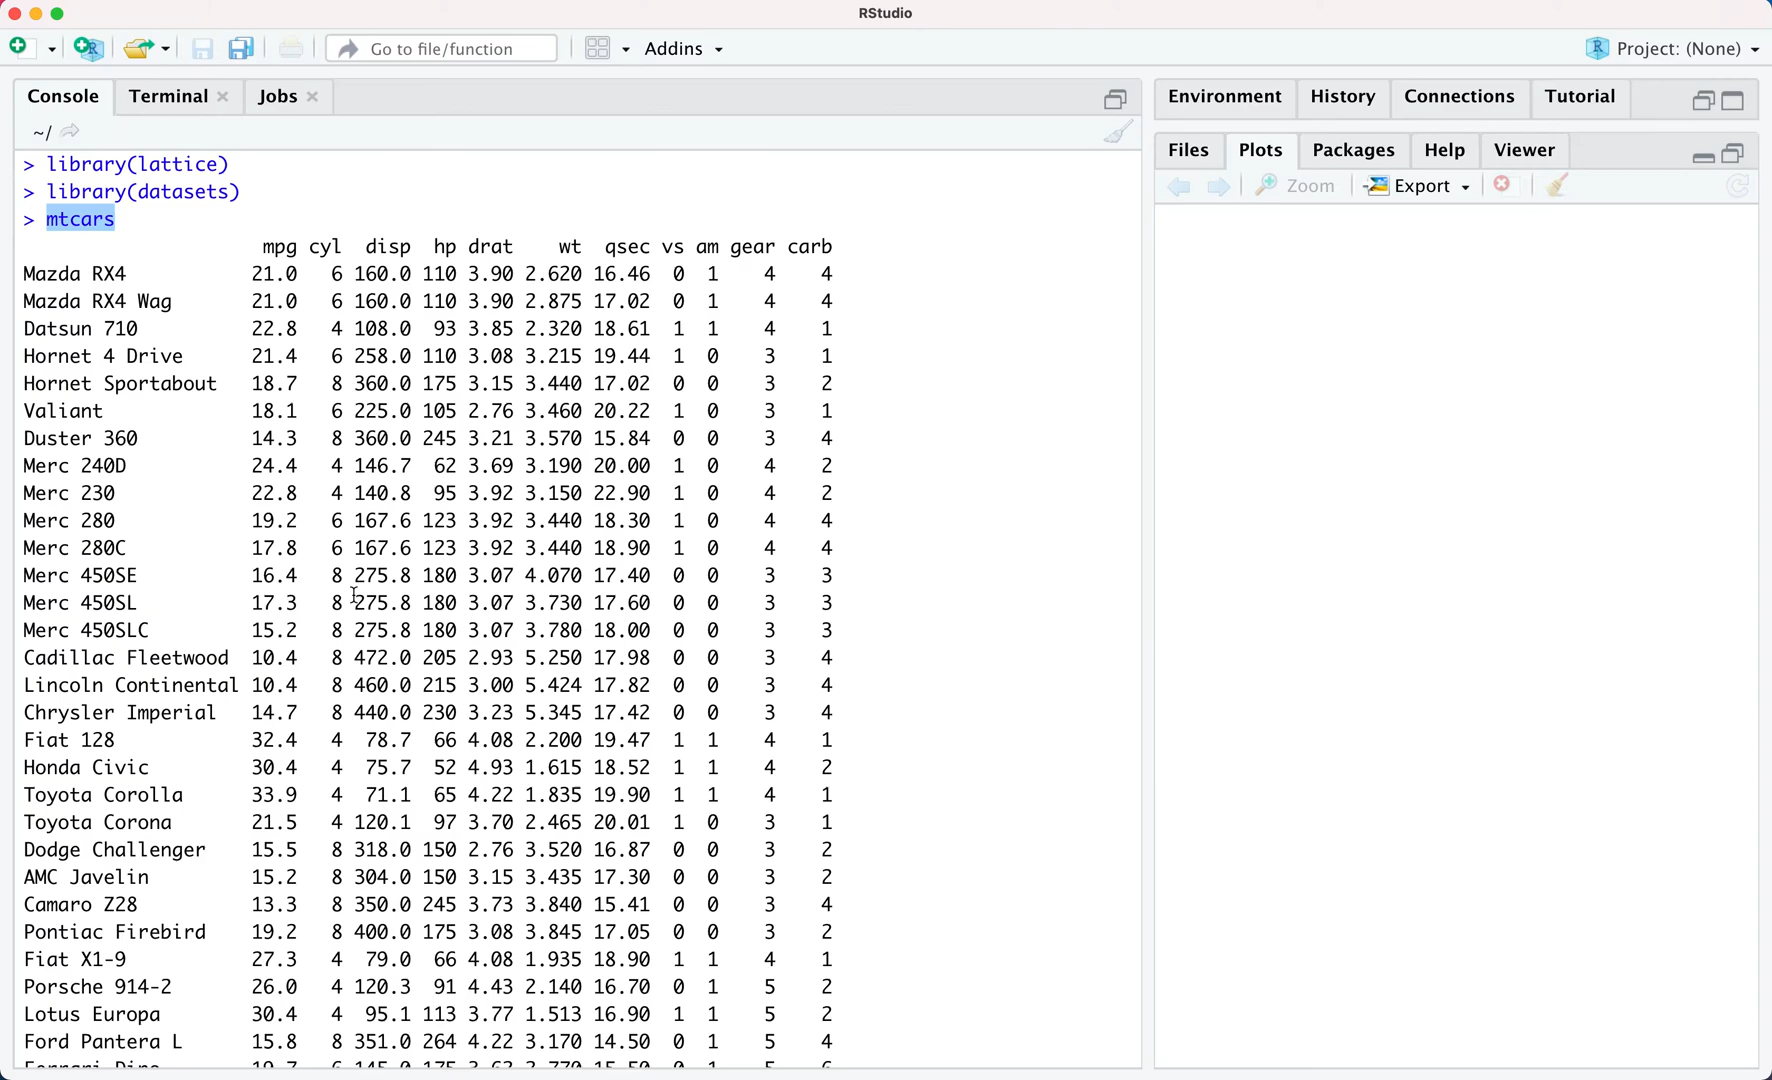 RStudio
Go to file/function
Addins
Project: (None)
Console Terminal Jobs
Environment History Connections Tutorial
~/
Files Plots Packages Help Viewer
Zoom Export
> library(lattice)
> library(datasets)
> mtcars
mpg cyl disp hp drat wt qsec vs am gear carb
Mazda RX4 21.0 6 160.0 110 3.90 2.620 16.46 0 1 4 4
Mazda RX4 Wag 21.0 6 160.0 110 3.90 2.875 17.02 0 1 4 4
Datsun 710 22.8 4 108.0 93 3.85 2.320 18.61 1 1 4 1
Hornet 4 Drive 21.4 6 258.0 110 3.08 3.215 19.44 1 0 3 1
Hornet Sportabout 18.7 8 360.0 175 3.15 3.440 17.02 0 0 3 2
Valiant 18.1 6 225.0 105 2.76 3.460 20.22 1 0 3 1
Duster 360 14.3 8 360.0 245 3.21 3.570 15.84 0 0 3 4
Merc 240D 24.4 4 146.7 62 3.69 3.190 20.00 1 0 4 2
Merc 230 22.8 4 140.8 95 3.92 3.150 22.90 1 0 4 2
Merc 280 19.2 6 167.6 123 3.92 3.440 18.30 1 0 4 4
Merc 280C 17.8 6 167.6 123 3.92 3.440 18.90 1 0 4 4
Merc 450SE 16.4 8 275.8 180 3.07 4.070 17.40 0 0 3 3
Merc 450SL 17.3 8 275.8 180 3.07 3.730 17.60 0 0 3 3
Merc 450SLC 15.2 8 275.8 180 3.07 3.780 18.00 0 0 3 3
Cadillac Fleetwood 10.4 8 472.0 205 2.93 5.250 17.98 0 0 3 4
Lincoln Continental 10.4 8 460.0 215 3.00 5.424 17.82 0 0 3 4
Chrysler Imperial 14.7 8 440.0 230 3.23 5.345 17.42 0 0 3 4
Fiat 128 32.4 4 78.7 66 4.08 2.200 19.47 1 1 4 1
Honda Civic 30.4 4 75.7 52 4.93 1.615 18.52 1 1 4 2
Toyota Corolla 33.9 4 71.1 65 4.22 1.835 19.90 1 1 4 1
Toyota Corona 21.5 4 120.1 97 3.70 2.465 20.01 1 0 3 1
Dodge Challenger 15.5 8 318.0 150 2.76 3.520 16.87 0 0 3 2
AMC Javelin 15.2 8 304.0 150 3.15 3.435 17.30 0 0 3 2
Camaro Z28 13.3 8 350.0 245 3.73 3.840 15.41 0 0 3 4
Pontiac Firebird 19.2 8 400.0 175 3.08 3.845 17.05 0 0 3 2
Fiat X1-9 27.3 4 79.0 66 4.08 1.935 18.90 1 1 4 1
Porsche 914-2 26.0 4 120.3 91 4.43 2.140 16.70 0 1 5 2
Lotus Europa 30.4 4 95.1 113 3.77 1.513 16.90 1 1 5 2
Ford Pantera L 15.8 8 351.0 264 4.22 3.170 14.50 0 1 5 4